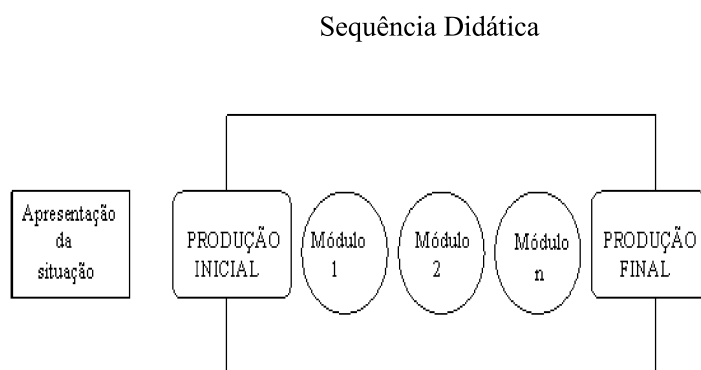 Sequência Didática
Apresentação
da
situação
PRODUÇÃO
INICIAL
Módulo
1
Módulo
2
Módulo
n
PRODUÇÃO
FINAL